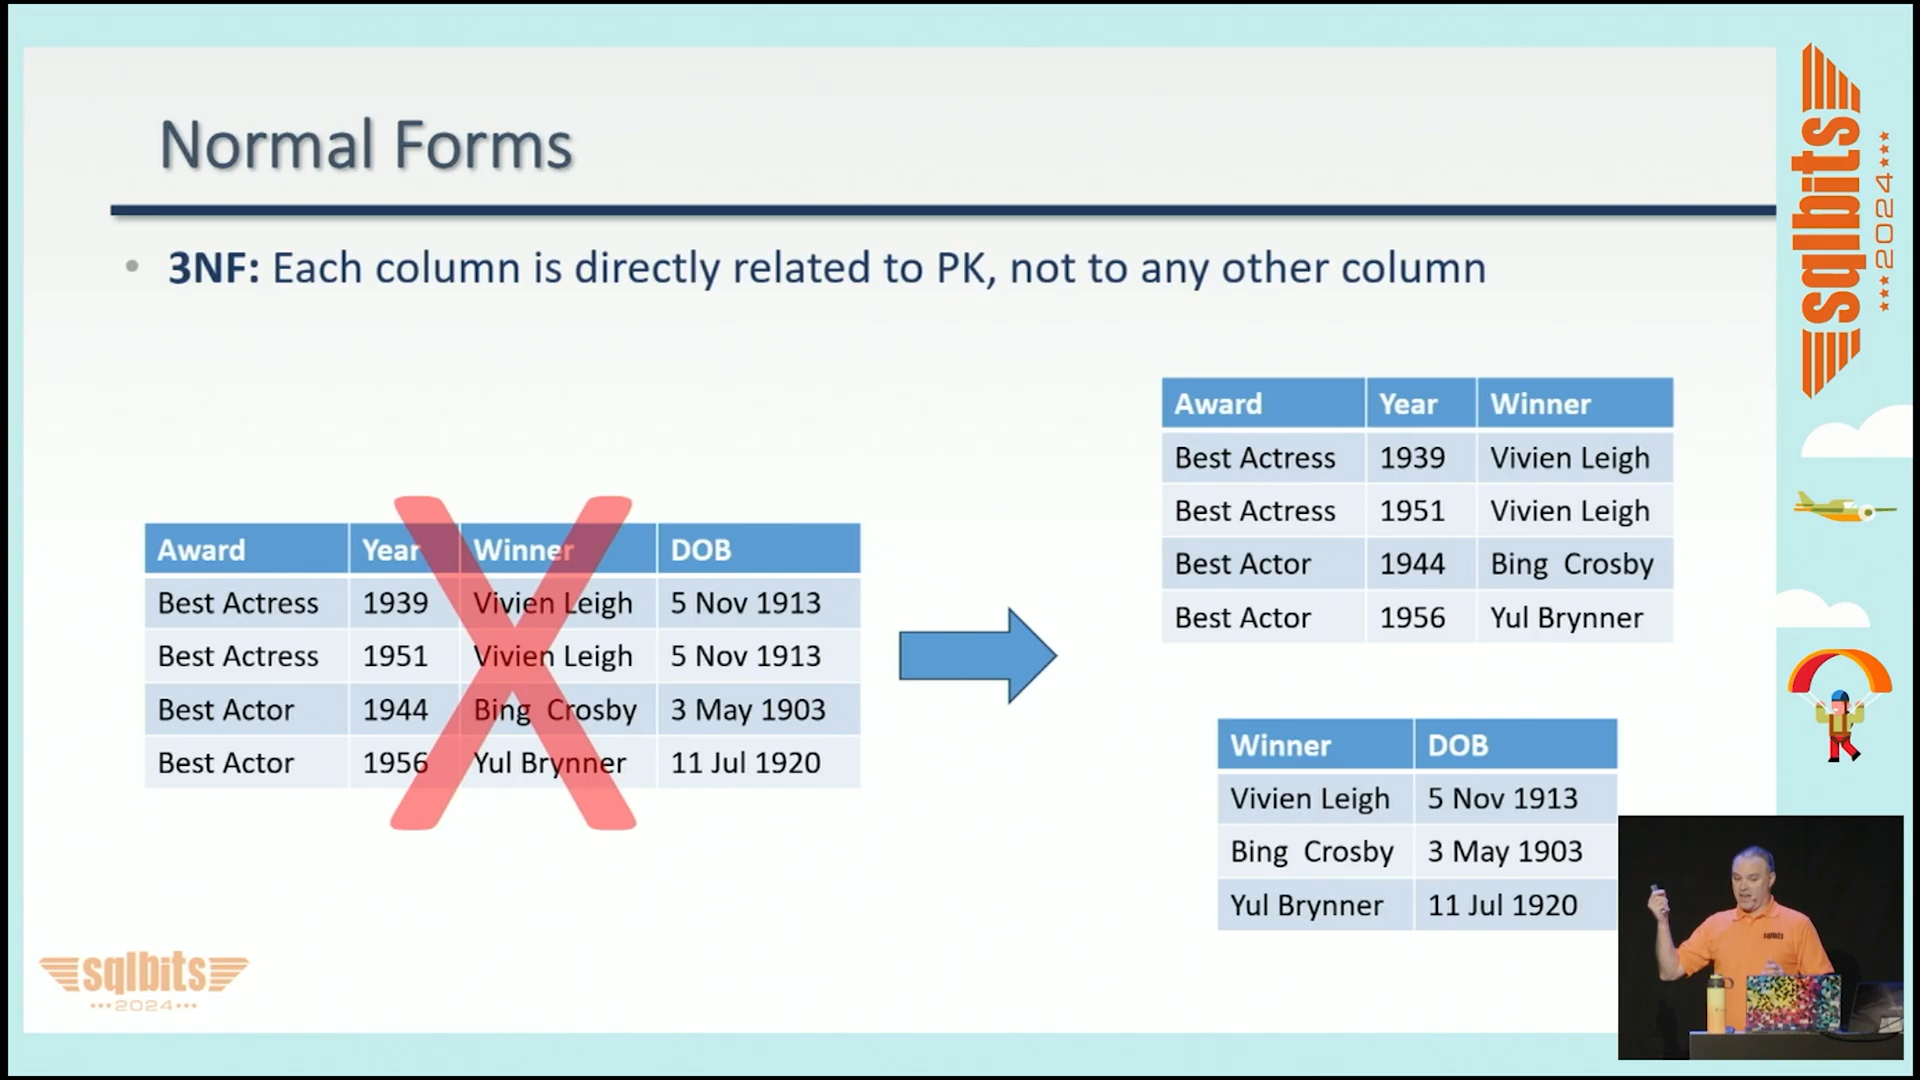 Normal Forms
• 3NF: Each column is directly related to PK, not to any other column
Award Year Winner DOB
Best Actress 1939 Vivien Leigh 5 Nov 1913
Best Actress 1951 Vivien Leigh 5 Nov 1913
Best Actor 1944 Bing Crosby 3 May 1903
Best Actor 1956 Yul Brynner 11 Jul 1920
Award Year Winner
Best Actress 1939 Vivien Leigh
Best Actress 1951 Vivien Leigh
Best Actor 1944 Bing Crosby
Best Actor 1956 Yul Brynner
Winner DOB
Vivien Leigh 5 Nov 1913
Bing Crosby 3 May 1903
Yul Brynner 11 Jul 1920
sqlbits
2024
sqlbits
2024
sqlbits